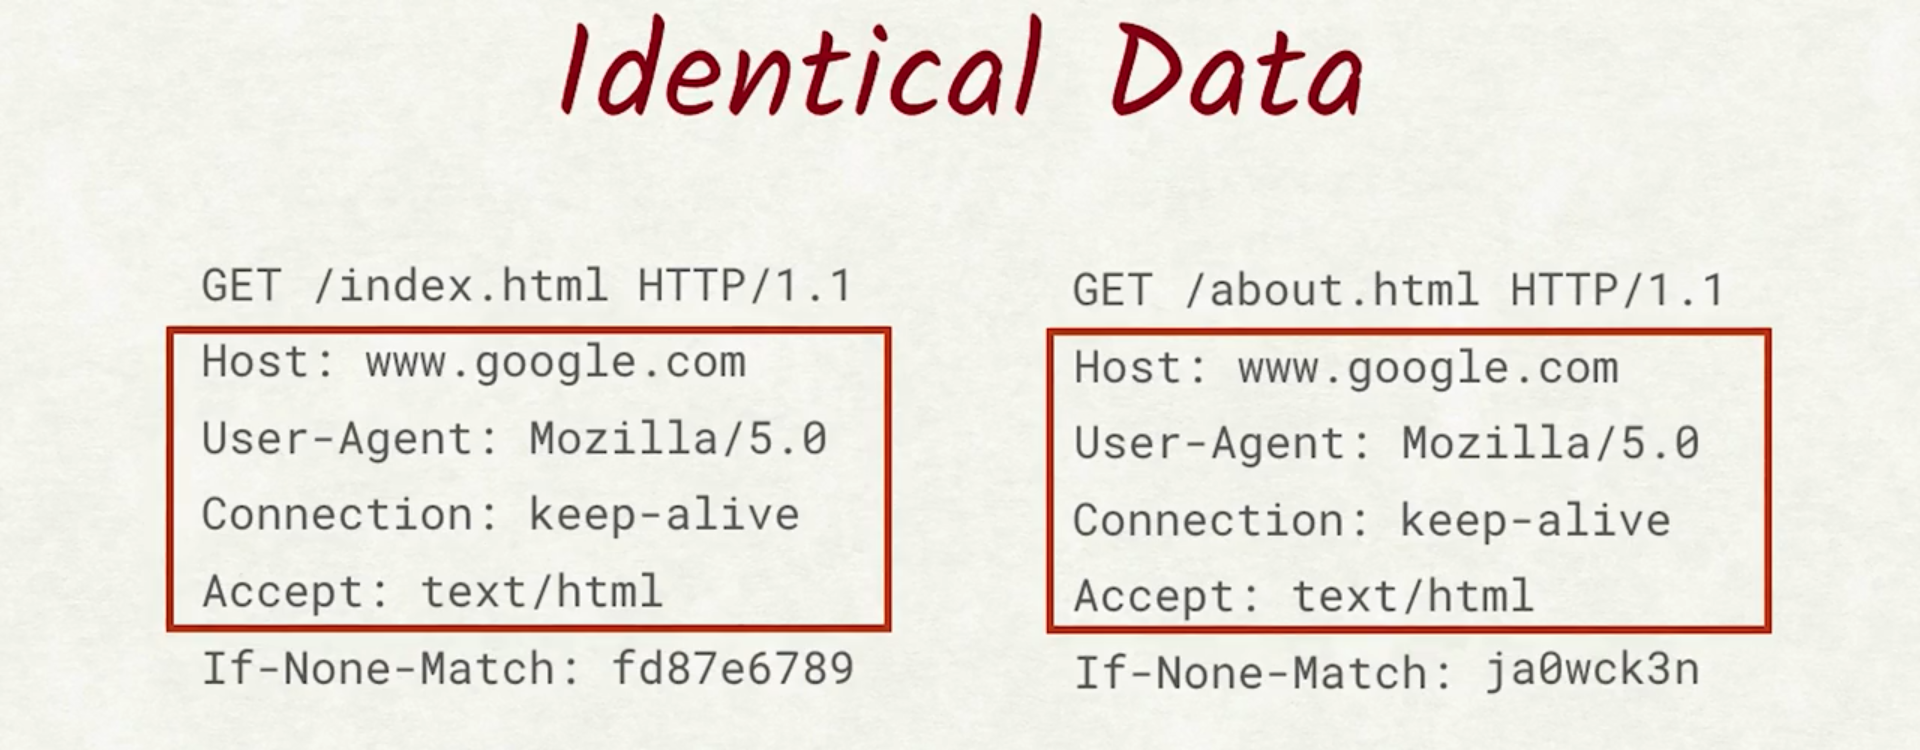 Identical Data
GET /index.html HTTP/1.1
Host: www.google.com
User-Agent: Mozilla/5.0
Connection: keep-alive
Accept: text/html
If-None-Match: fd87e6789
GET /about.html HTTP/1.1
Host: www.google.com
User-Agent: Mozilla/5.0
Connection: keep-alive
Accept: text/html
If-None-Match: ja0wck3n